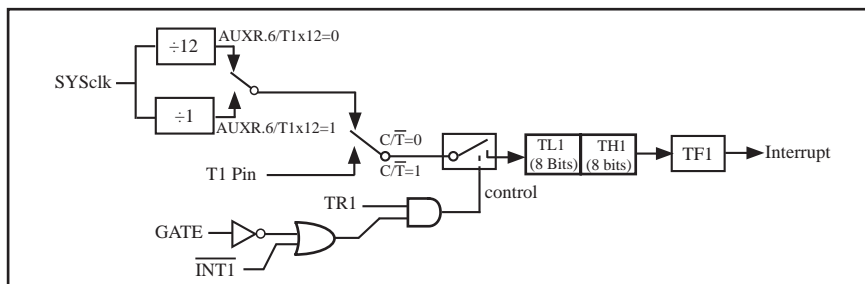 ÷12
AUXR.6/T1x12=0
SYSclk
÷1
AUXR.6/T1x12=1
C/T̅=0
C/T̅=1
T1 Pin
TL1
(8 Bits)
TH1
(8 bits)
TF1
Interrupt
control
TR1
GATE
I̅N̅T̅1̅